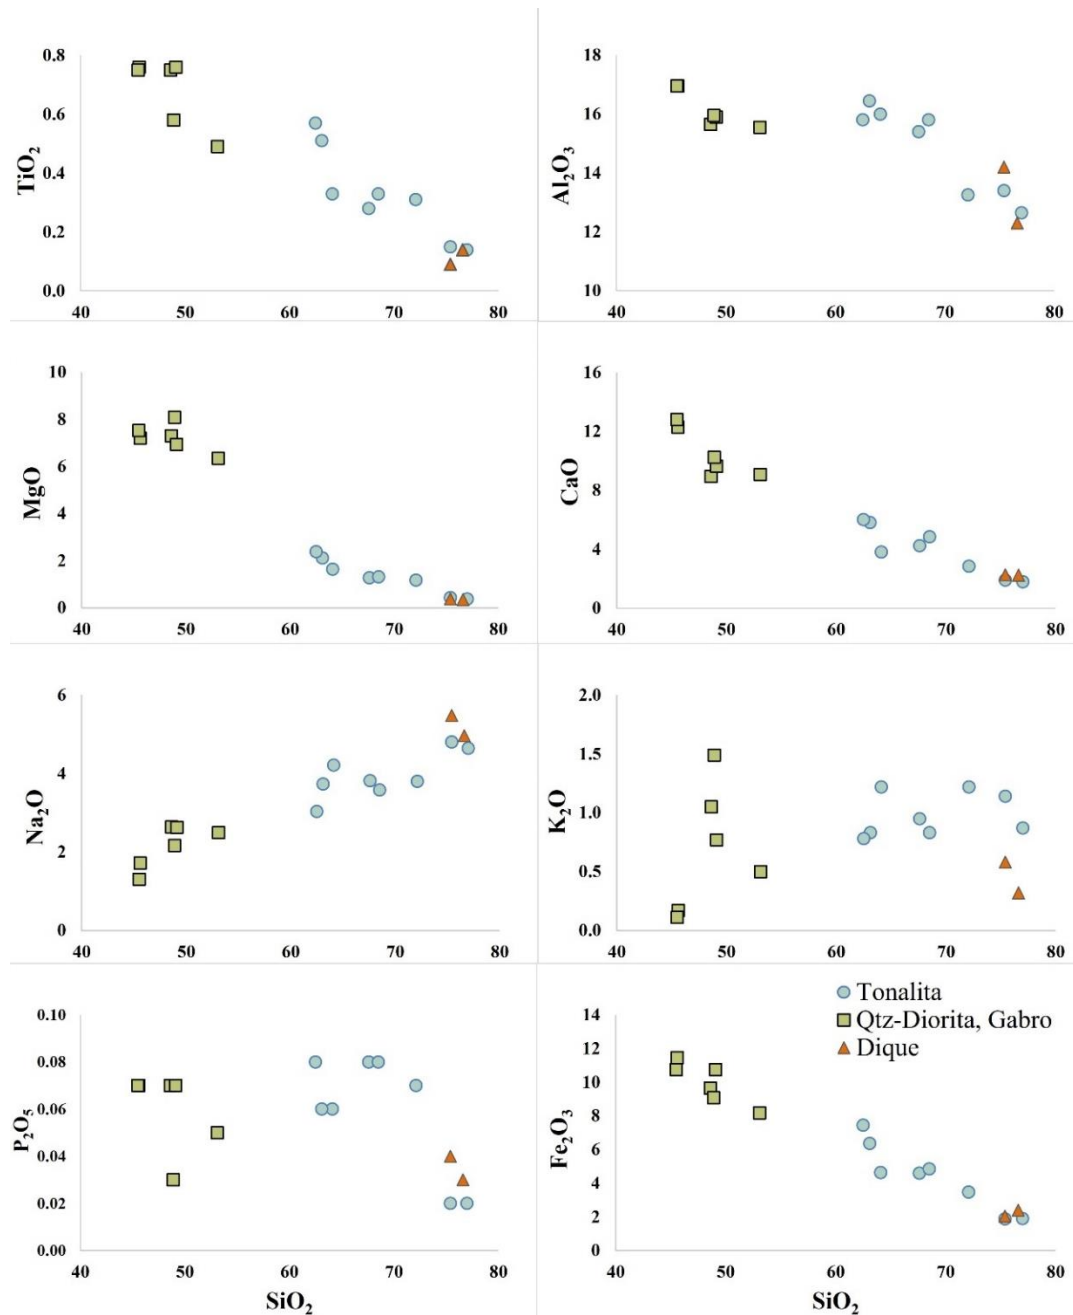 0.8
0.6
0.4
0.2
0.0
TiO₂
40 50 60 70 80
18
16
14
12
10
Al₂O₃
40 50 60 70 80
10
8
6
4
2
0
MgO
40 50 60 70 80
16
12
8
4
0
CaO
40 50 60 70 80
6
4
2
0
Na₂O
40 50 60 70 80
2.0
1.5
1.0
0.5
0.0
K₂O
40 50 60 70 80
0.10
0.08
0.06
0.04
0.02
0.00
P₂O₅
40 50 60 70 80
SiO₂
Tonalita
Qtz-Diorita, Gabro
Dique
14
12
10
8
6
4
2
0
Fe₂O₃
40 50 60 70 80
SiO₂